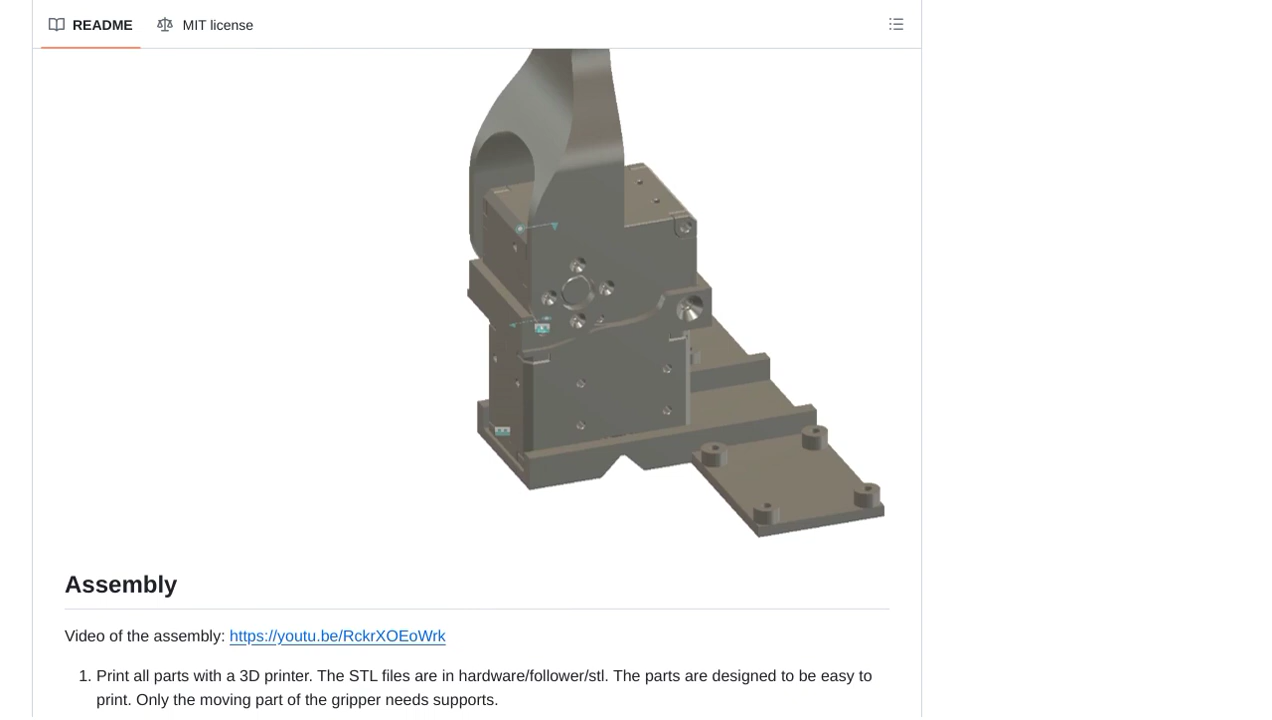 README
MIT license
Assembly
Video of the assembly: https://youtu.be/RckrXOEoWrk
1. Print all parts with a 3D printer. The STL files are in hardware/follower/stl. The parts are designed to be easy to
print. Only the moving part of the gripper needs supports.